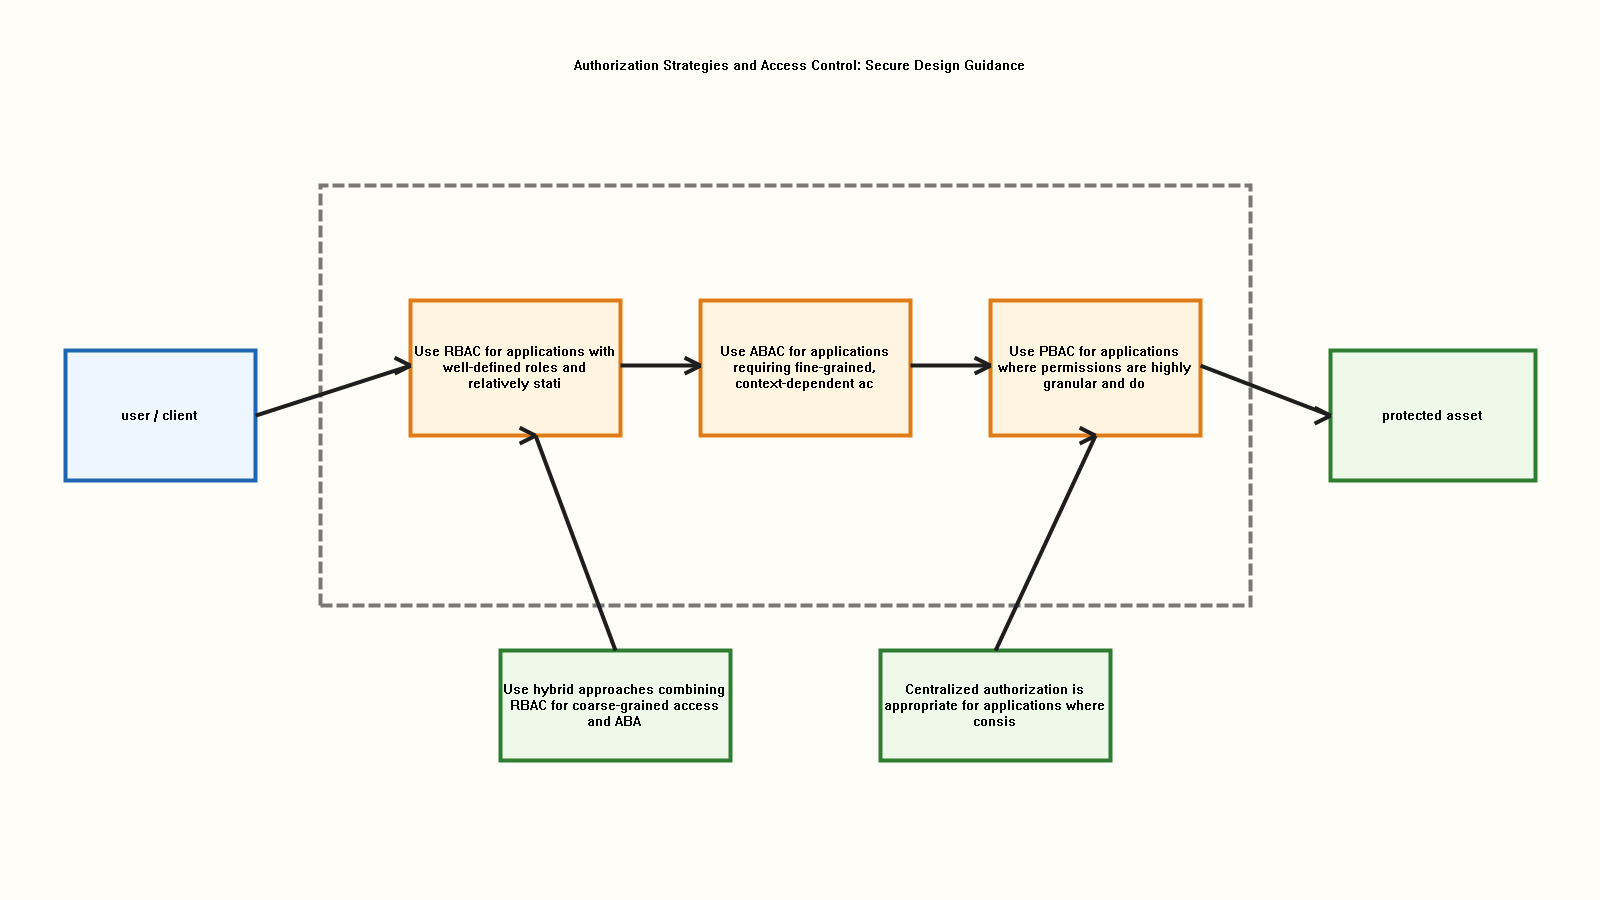 Authorization Strategies and Access Control: Secure Design Guidance
user / client
Use RBAC for applications with
well-defined roles and
relatively stati
Use ABAC for applications
requiring fine-grained,
context-dependent ac
Use PBAC for applications
where permissions are highly
granular and do
protected asset
Use hybrid approaches combining
RBAC for coarse-grained access
and ABA
Centralized authorization is
appropriate for applications where
consis